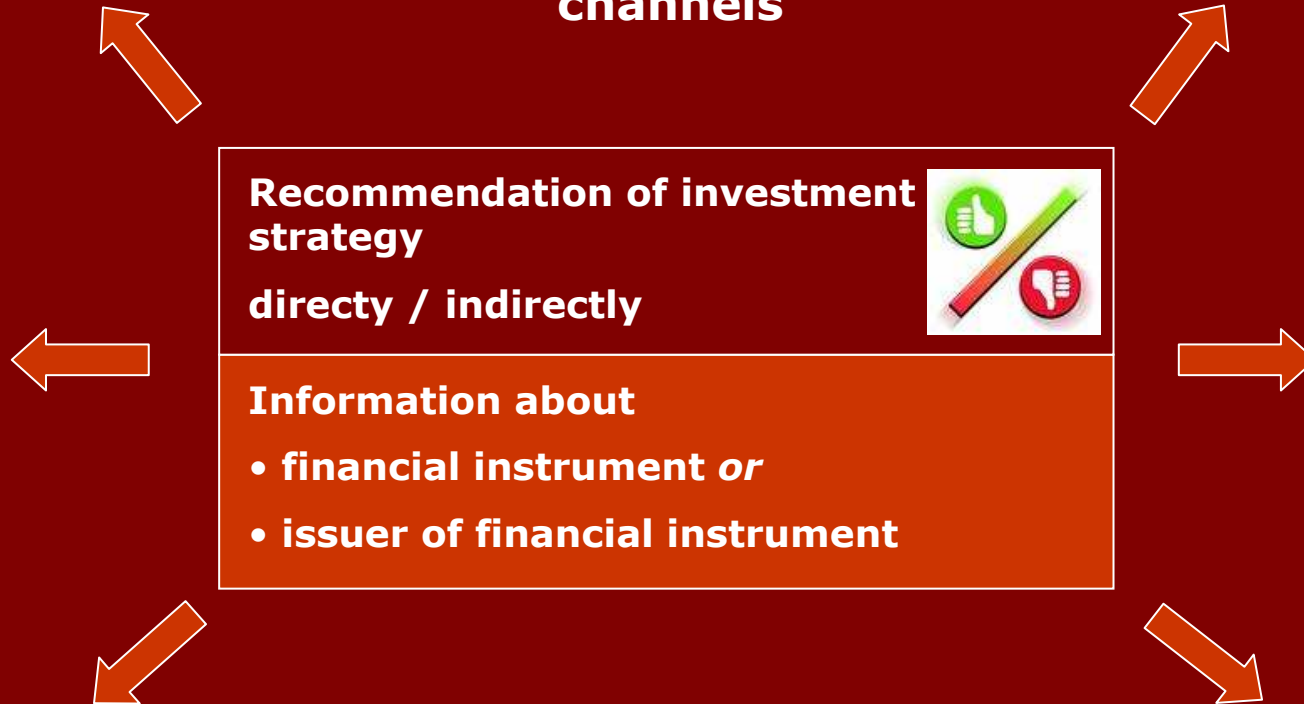 channels
Recommendation of investment
strategy
directy / indirectly
Information about
• financial instrument or
• issuer of financial instrument